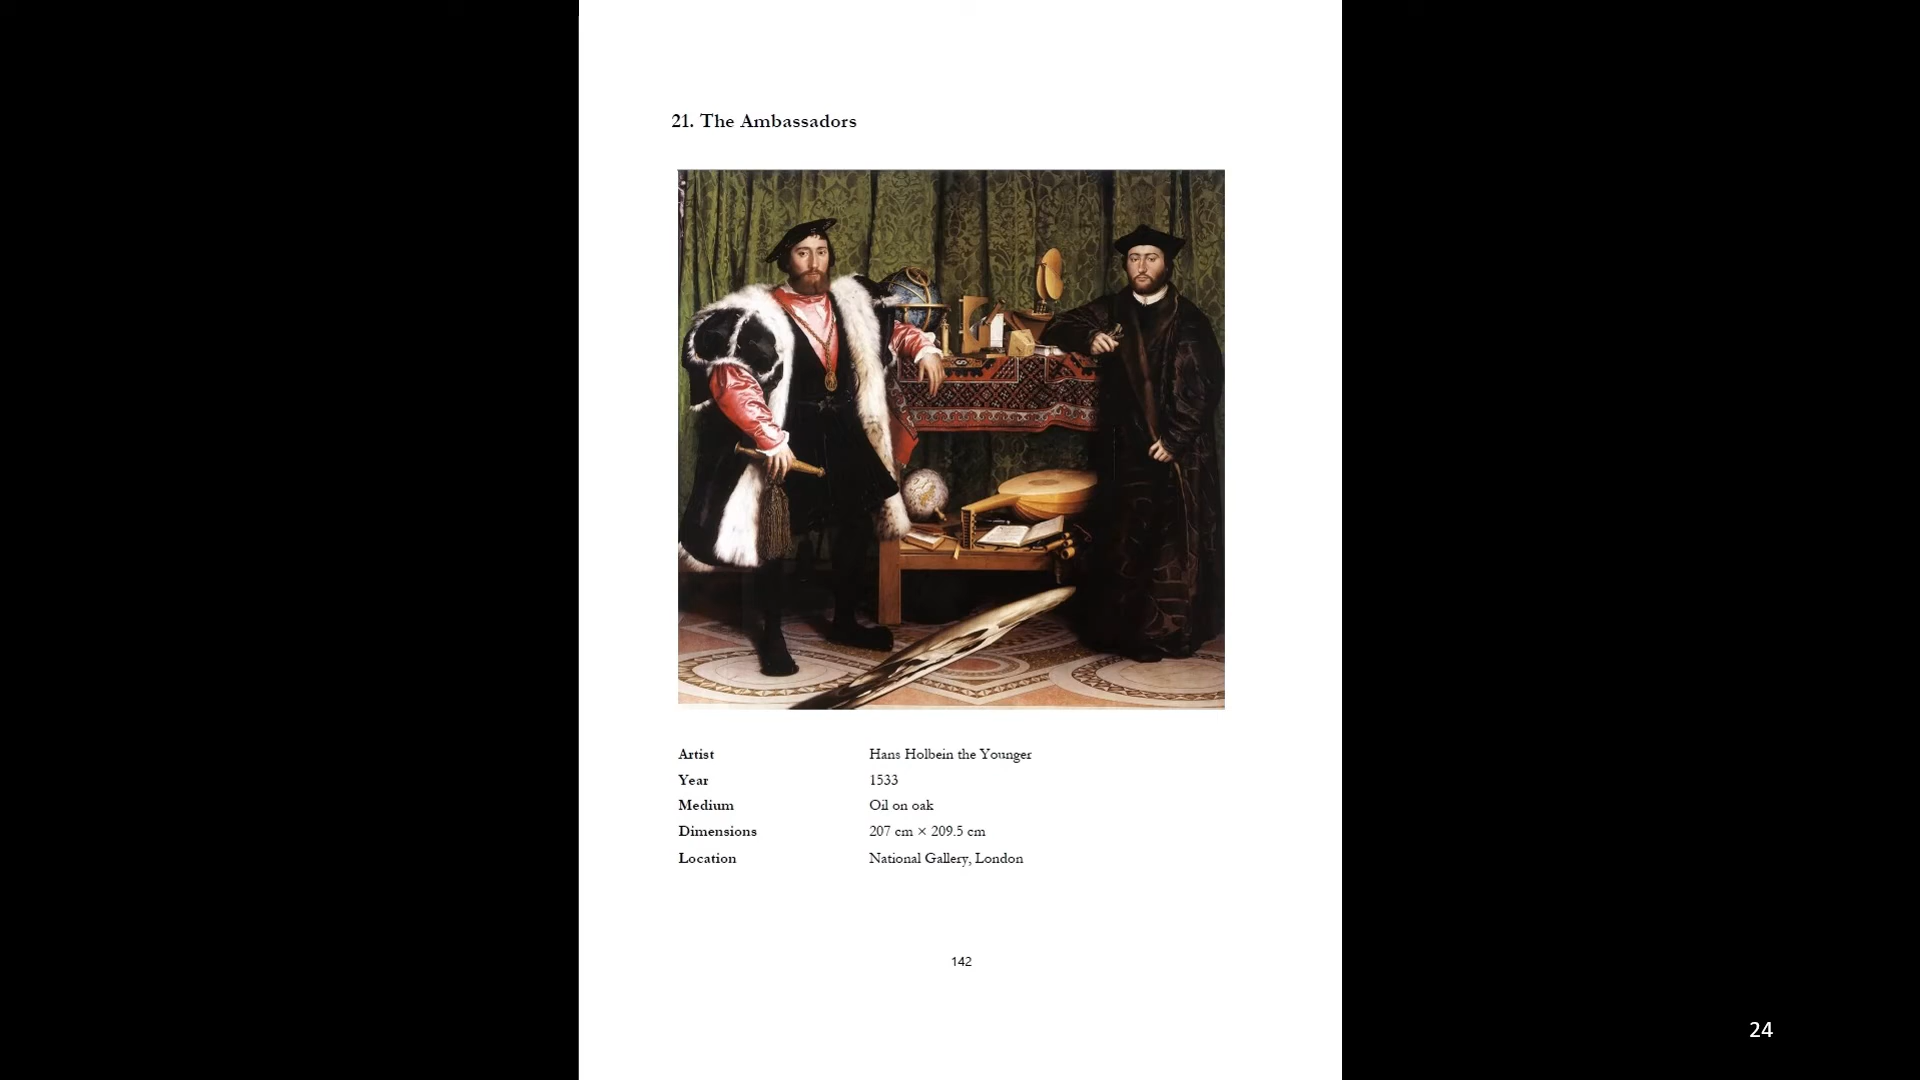 21. The Ambassadors
Artist Hans Holbein the Younger
Year 1533
Medium Oil on oak
Dimensions 207 cm × 209.5 cm
Location National Gallery, London
142
24